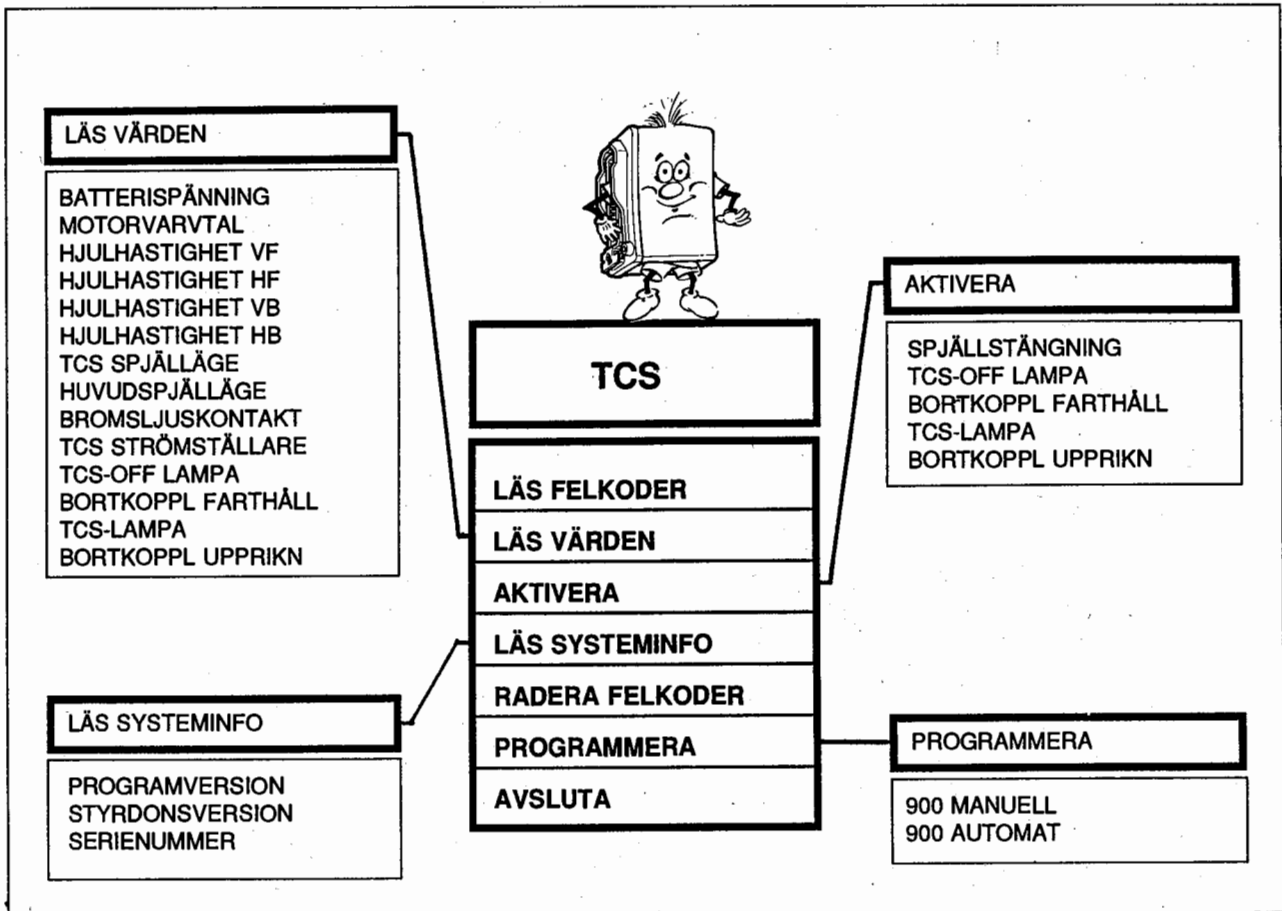 LÄS VÄRDEN
BATTERISPÄNNING
MOTORVARVTAL
HJULHASTIGHET VF
HJULHASTIGHET HF
HJULHASTIGHET VB
HJULHASTIGHET HB
TCS SPJÄLLÄGE
HUVUDSPJÄLLÄGE
BROMSLJUSKONTAKT
TCS STRÖMSTÄLLARE
TCS-OFF LAMPA
BORTKOPPL FARTHÅLL
TCS-LAMPA
BORTKOPPL UPPRIKN
LÄS SYSTEMINFO
PROGRAMVERSION
STYRDONSVERSION
SERIENUMMER
TCS
LÄS FELKODER
LÄS VÄRDEN
AKTIVERA
LÄS SYSTEMINFO
RADERA FELKODER
PROGRAMMERA
AVSLUTA
AKTIVERA
SPJÄLLSTÄNGNING
TCS-OFF LAMPA
BORTKOPPL FARTHÅLL
TCS-LAMPA
BORTKOPPL UPPRIKN
PROGRAMMERA
900 MANUELL
900 AUTOMAT